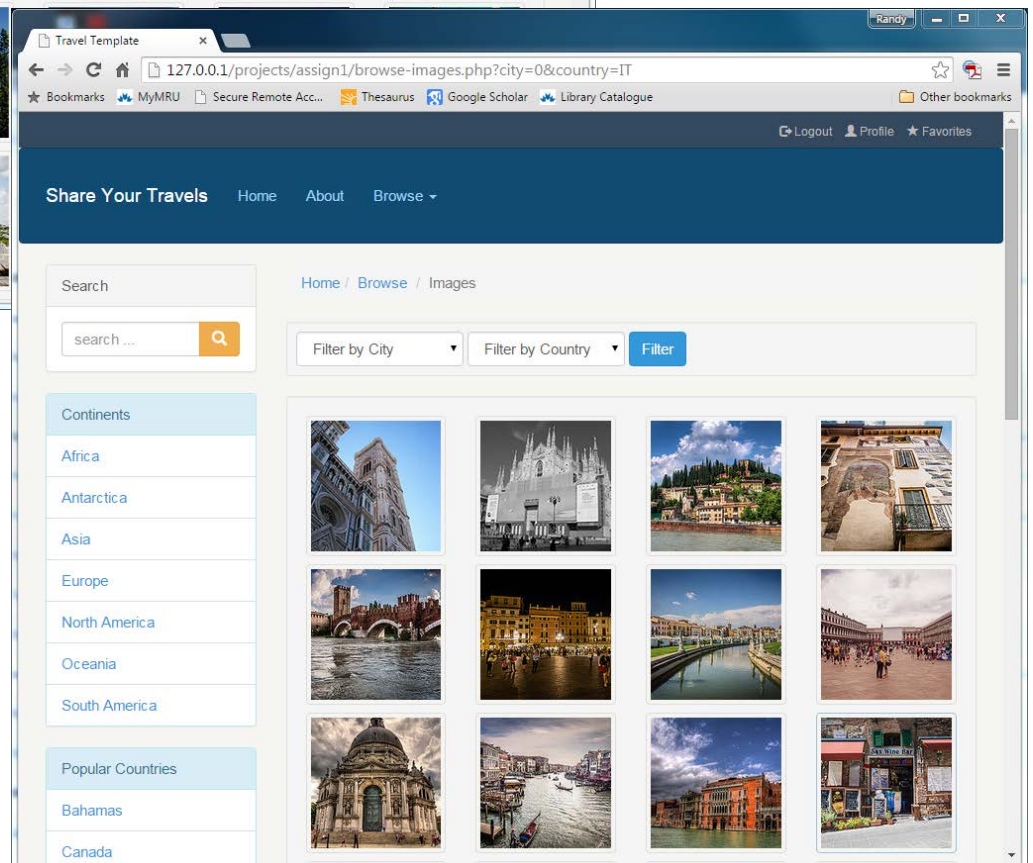 Randy
Travel Template
127.0.0.1/projects/assign1/browse-images.php?city=0&country=IT
Bookmarks MyMRU Secure Remote Acc... Thesaurus Google Scholar Library Catalogue Other bookmarks
Logout Profile Favorites
Share Your Travels Home About Browse
Search
Home / Browse / Images
search ...
Filter by City Filter by Country Filter
Continents
Africa
Antarctica
Asia
Europe
North America
Oceania
South America
Popular Countries
Bahamas
Canada
Wine Bar